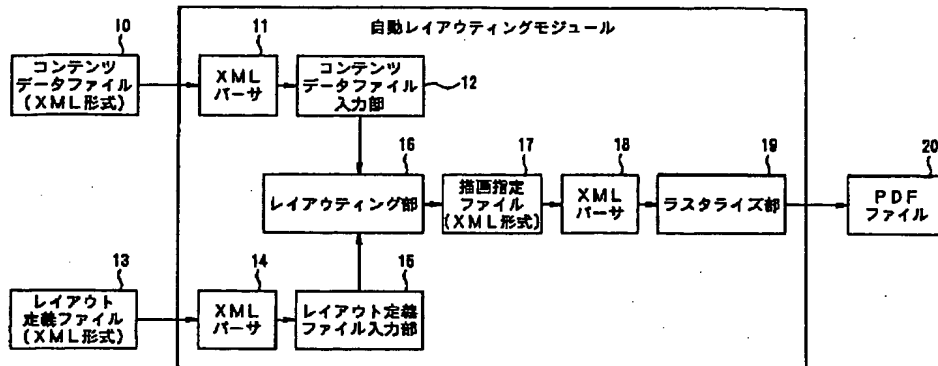 自動レイアウティングモジュール
10
コンテンツ
データファイル
(XML形式)
11
XML
パーサ
コンテンツ
データファイル
入力部
12
16
レイアウティング部
17
描画指定
ファイル
(XML形式)
18
XML
パーサ
19
ラスタライズ部
20
PDF
ファイル
13
レイアウト
定義ファイル
(XML形式)
14
XML
パーサ
15
レイアウト定義
ファイル入力部